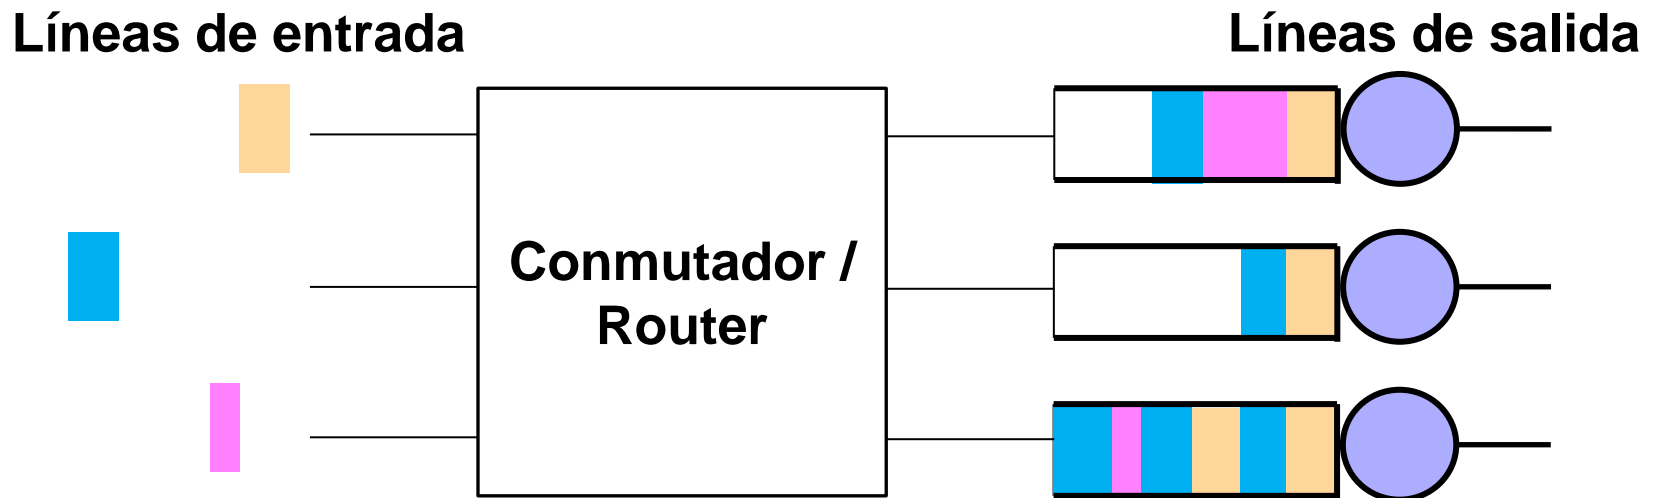 Líneas de entrada
Líneas de salida
Conmutador /
Router